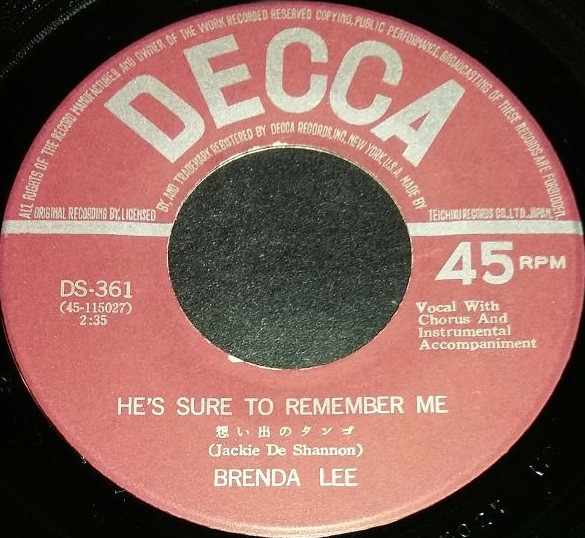 ALL RIGHTS OF THE RECORD MANUFACTURER AND OWNER OF THE WORK RECORDED RESERVED COPYING, PUBLIC PERFORMANCE, BROADCASTING OF THESE RECORDS ARE FORBIDDEN
DECCA
ORIGINAL RECORDING BY, LICENSED BY, AND TRADEMARK REGISTERED BY DECCA RECORDS, INC, NEW YORK, U.S.A. MADE BY TEICHIKU RECORDS CO., LTD., JAPAN.
45 RPM
DS-361
(45-115027)
2:35
Vocal With
Chorus And
Instrumental
Accompaniment
HE'S SURE TO REMEMBER ME
想い出のタンゴ
(Jackie De Shannon)
BRENDA LEE